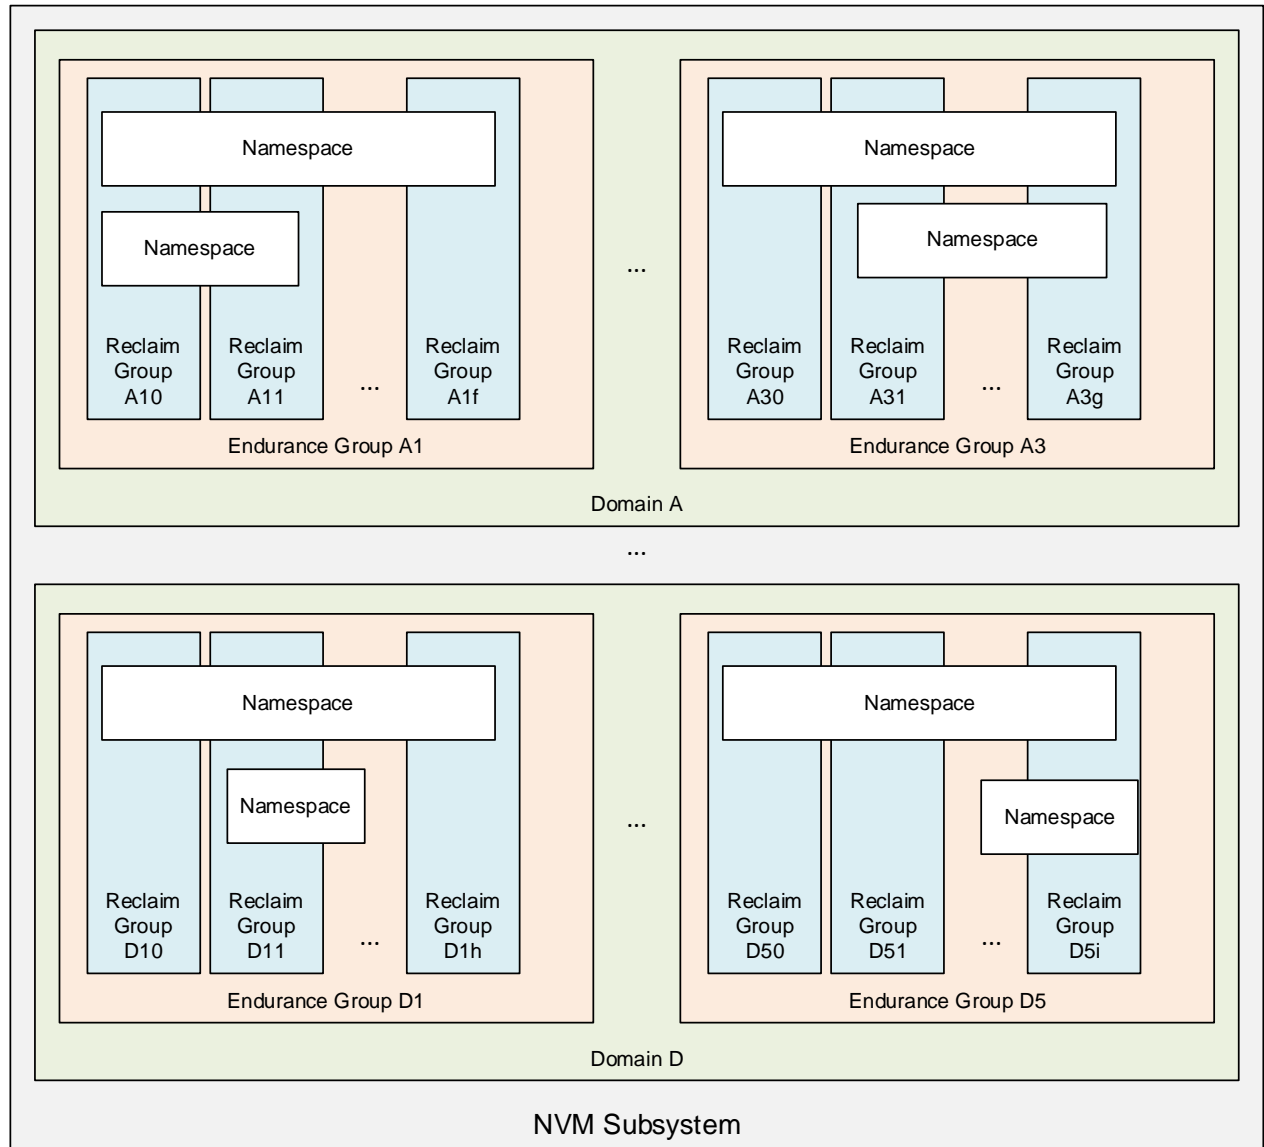 Namespace
Namespace
Reclaim
Group
A10
Reclaim
Group
A11
...
Reclaim
Group
A1f
Endurance Group A1
...
Namespace
Namespace
Reclaim
Group
A30
Reclaim
Group
A31
...
Reclaim
Group
A3g
Endurance Group A3
Domain A
...
Namespace
Namespace
Reclaim
Group
D10
Reclaim
Group
D11
...
Reclaim
Group
D1h
Endurance Group D1
...
Namespace
Namespace
Reclaim
Group
D50
Reclaim
Group
D51
...
Reclaim
Group
D5i
Endurance Group D5
Domain D
NVM Subsystem